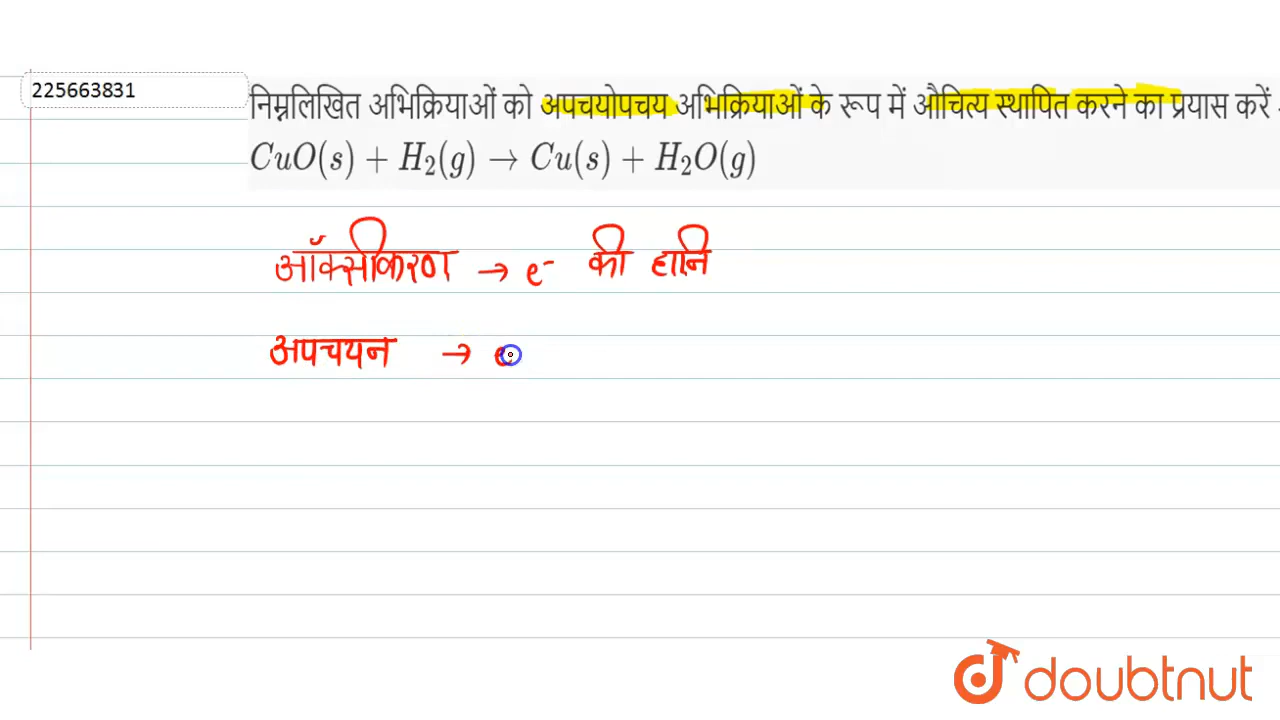 225663831
निम्नलिखित अभिक्रियाओं को अपचयोपचय अभिक्रियाओं के रूप में औचित्य स्थापित करने का प्रयास करें
CuO(s) + H₂(g) → Cu(s) + H₂O(g)
ऑक्सीकरण → e⁻ की हानि
अपचयन → e
doubtnut